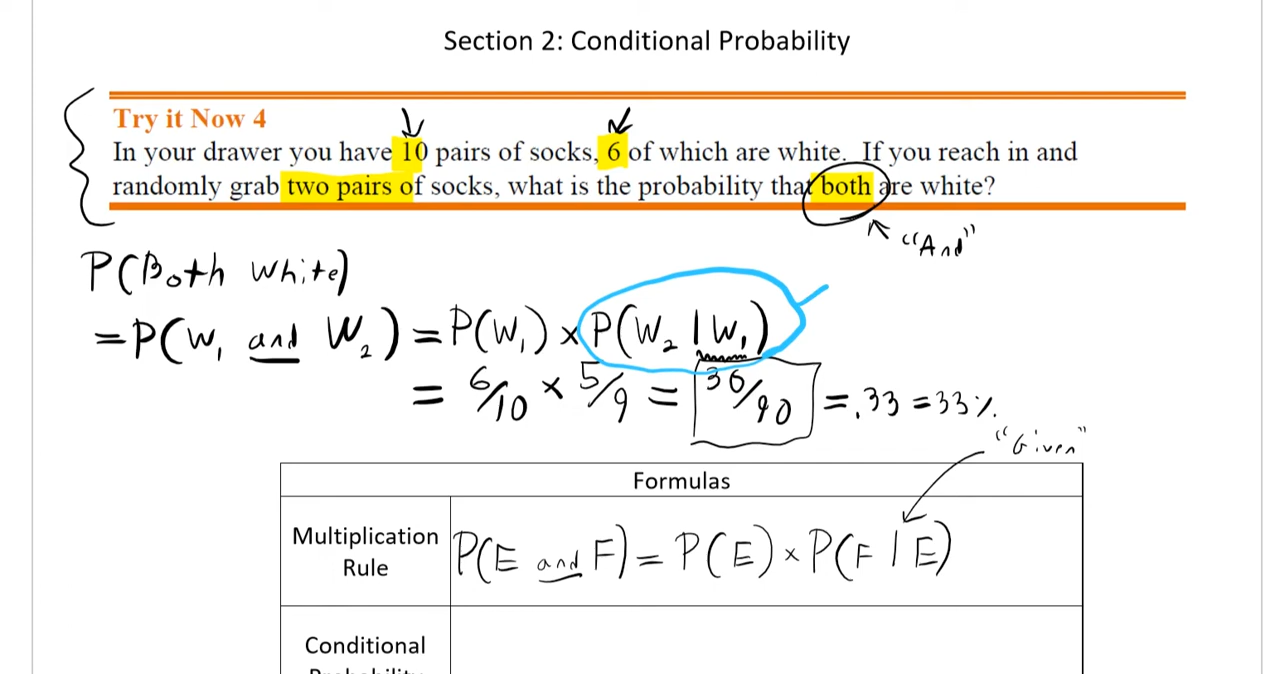 Section 2: Conditional Probability
Try it Now 4
In your drawer you have 10 pairs of socks, 6 of which are white. If you reach in and
randomly grab two pairs of socks, what is the probability that both are white?
"And"
P(Both white)
= P(W₁ and W₂) = P(W₁) × P(W₂ | W₁)
= 6/10 × 5/9 = 30/90 = .33 = 33%
"Given"
Formulas
Multiplication
Rule
P(E and F) = P(E) × P(F | E)
Conditional